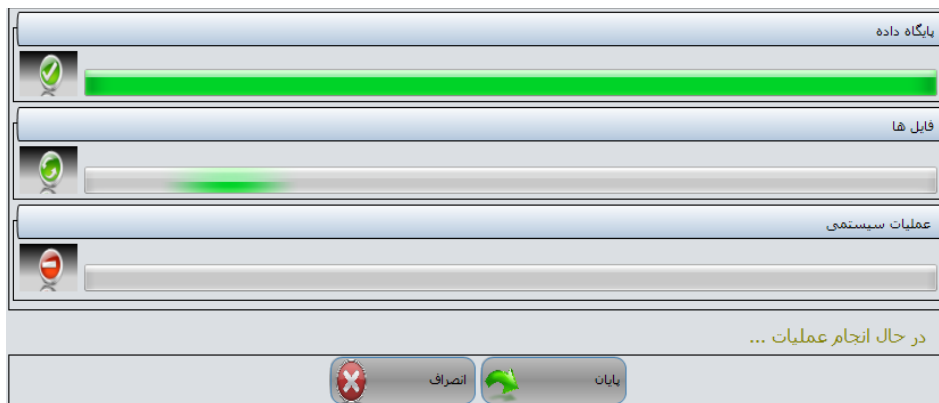 پایگاه داده
فایل ها
عملیات سیستمی
در حال انجام عملیات ...
پایان
انصراف